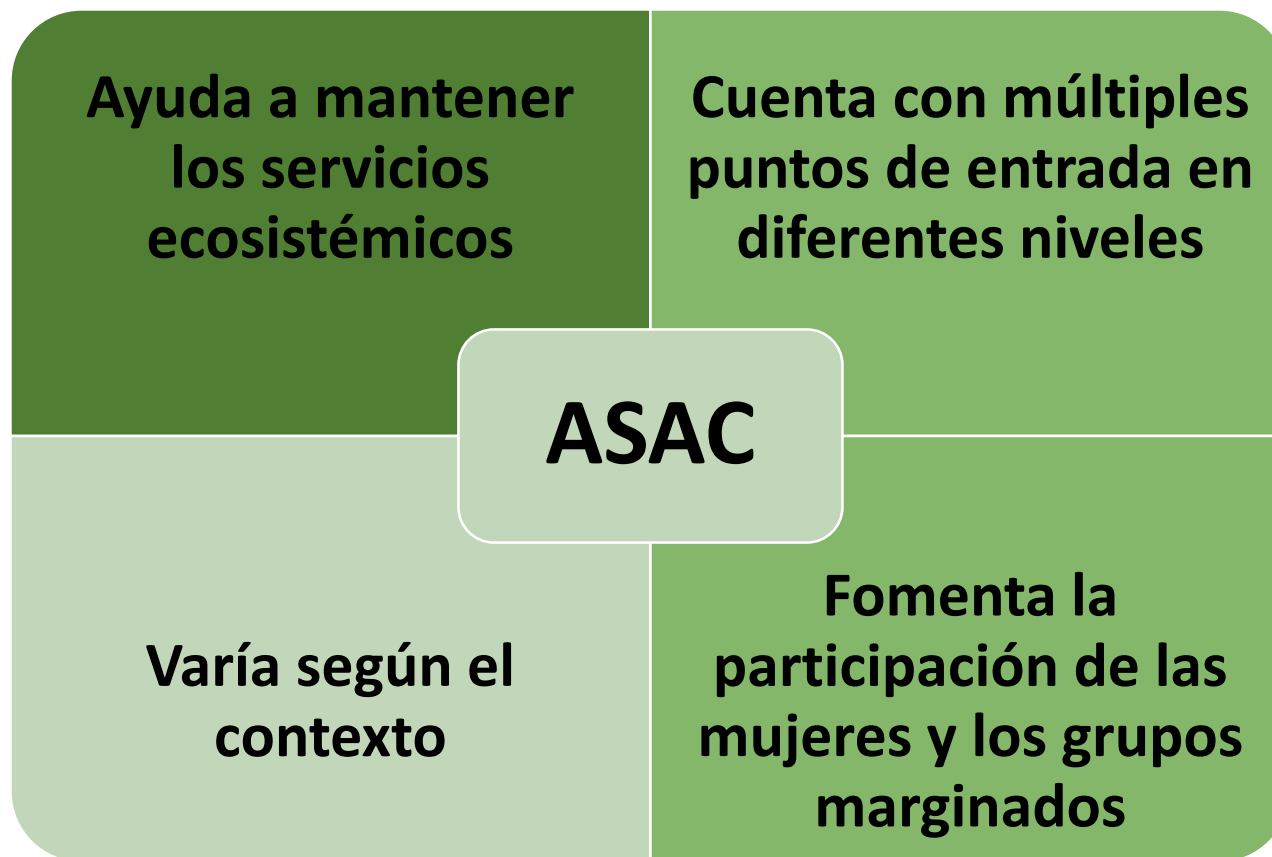 Ayuda a mantener
los servicios
ecosistémicos
Cuenta con múltiples
puntos de entrada en
diferentes niveles
ASAC
Varía según el
contexto
Fomenta la
participación de las
mujeres y los grupos
marginados